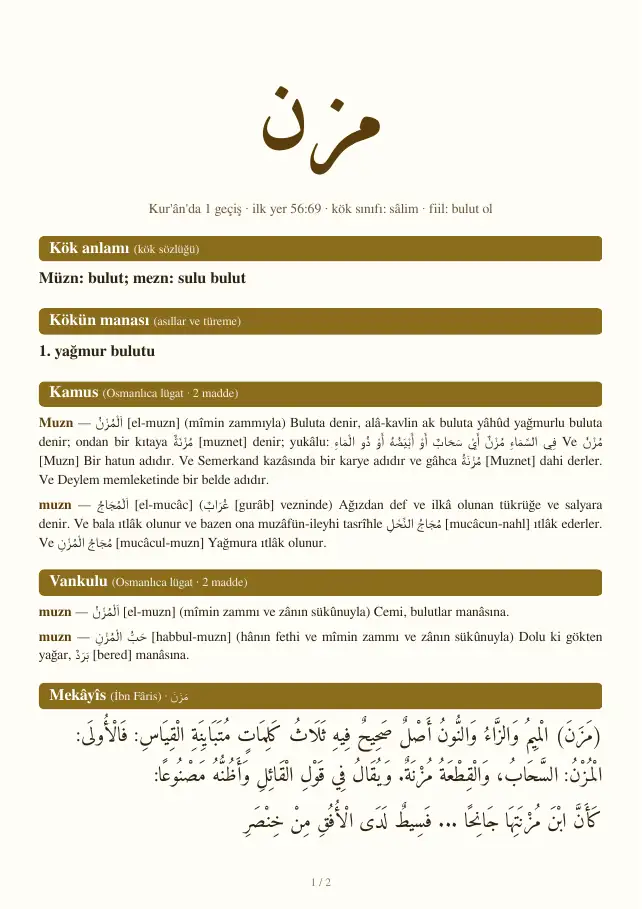 مزن
Kur'ân'da 1 geçiş · ilk yer 56:69 · kök sınıfı: sâlim · fiil: bulut ol
Kök anlamı (kök sözlüğü)
Müzn: bulut; mezn: sulu bulut
Kökün manası (asıllar ve türeme)
1. yağmur bulutu
Kamus (Osmanlıca lügat · 2 madde)
Muzn — اَلْمُزْنُ [el-muzn] (mîmin zammıyla) Buluta denir, alâ-kavlin ak buluta yâhûd yağmurlu buluta
denir; ondan bir kıtaya مُزْنَةٌ [muznet] denir; yukâlu: فِي السَّمَاءِ مُزْنٌ أَيْ سَحَابٌ أَوْ أَبْيَضُهُ أَوْ ذُو الْمَاءِ Ve مُزْنُ
[Muzn] Bir hatun adıdır. Ve Semerkand kazâsında bir karye adıdır ve gâhca مُزْنَةُ [Muznet] dahi derler.
Ve Deylem memleketinde bir belde adıdır.
muzn — اَلْمُجَاجُ [el-mucâc] (غُرَابٌ [gurâb] vezninde) Ağızdan def ve ilkâ olunan tükrüğe ve salyara
denir. Ve bala ıtlâk olunur ve bazen ona muzâfün-ileyhi tasrîhle مُجَاجُ النَّحْلِ [mucâcun-nahl] ıtlâk ederler.
Ve مُجَاجُ الْمُزْنِ [mucâcul-muzn] Yağmura ıtlâk olunur.
Vankulu (Osmanlıca lügat · 2 madde)
muzn — اَلْمُزْنُ [el-muzn] (mîmin zammı ve zânın sükûnuyla) Cemi, bulutlar manâsına.
muzn — حَبُّ الْمُزْنِ [habbul-muzn] (hânın fethi ve mîmin zammı ve zânın sükûnuyla) Dolu ki gökten
yağar, بَرَدْ [bered] manâsına.
Mekâyîs (İbn Fâris) · مَزَنَ
(مَزَنَ) الْمِيمُ وَالزَّاءُ وَالنُّونُ أَصْلٌ صَحِيحٌ فِيهِ ثَلَاثُ كَلِمَاتٍ مُتَبَايِنَةِ الْقِيَاسِ: فَالْأُولَى:
الْمُزْنُ: السَّحَابُ، وَالْقِطْعَةُ مُزْنَةٌ. وَيُقَالُ فِي قَوْلِ الْقَائِلِ وَأَظُنُّهُ مَصْنُوعًا:
كَأَنَّ ابْنَ مُزْنَتِهَا جَانِحًا ... فَسِيطٌ لَدَى الْأُفُقِ مِنْ خِنْصَرِ
1 / 2